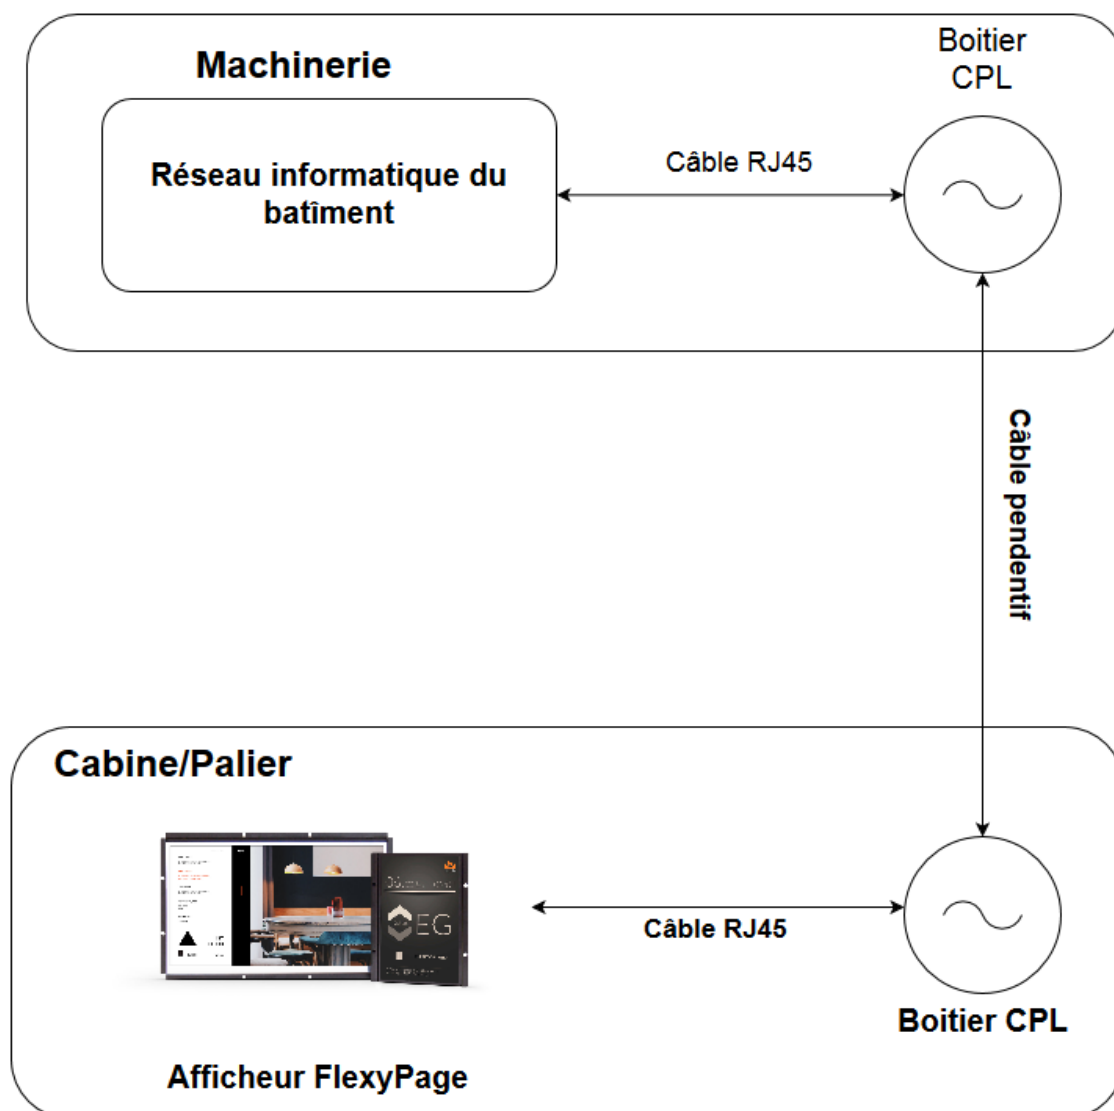 Machinerie
Boitier
CPL
Réseau informatique du
batîment
Câble RJ45
Câble pendentif
Cabine/Palier
EG
Câble RJ45
Boitier CPL
Afficheur FlexyPage